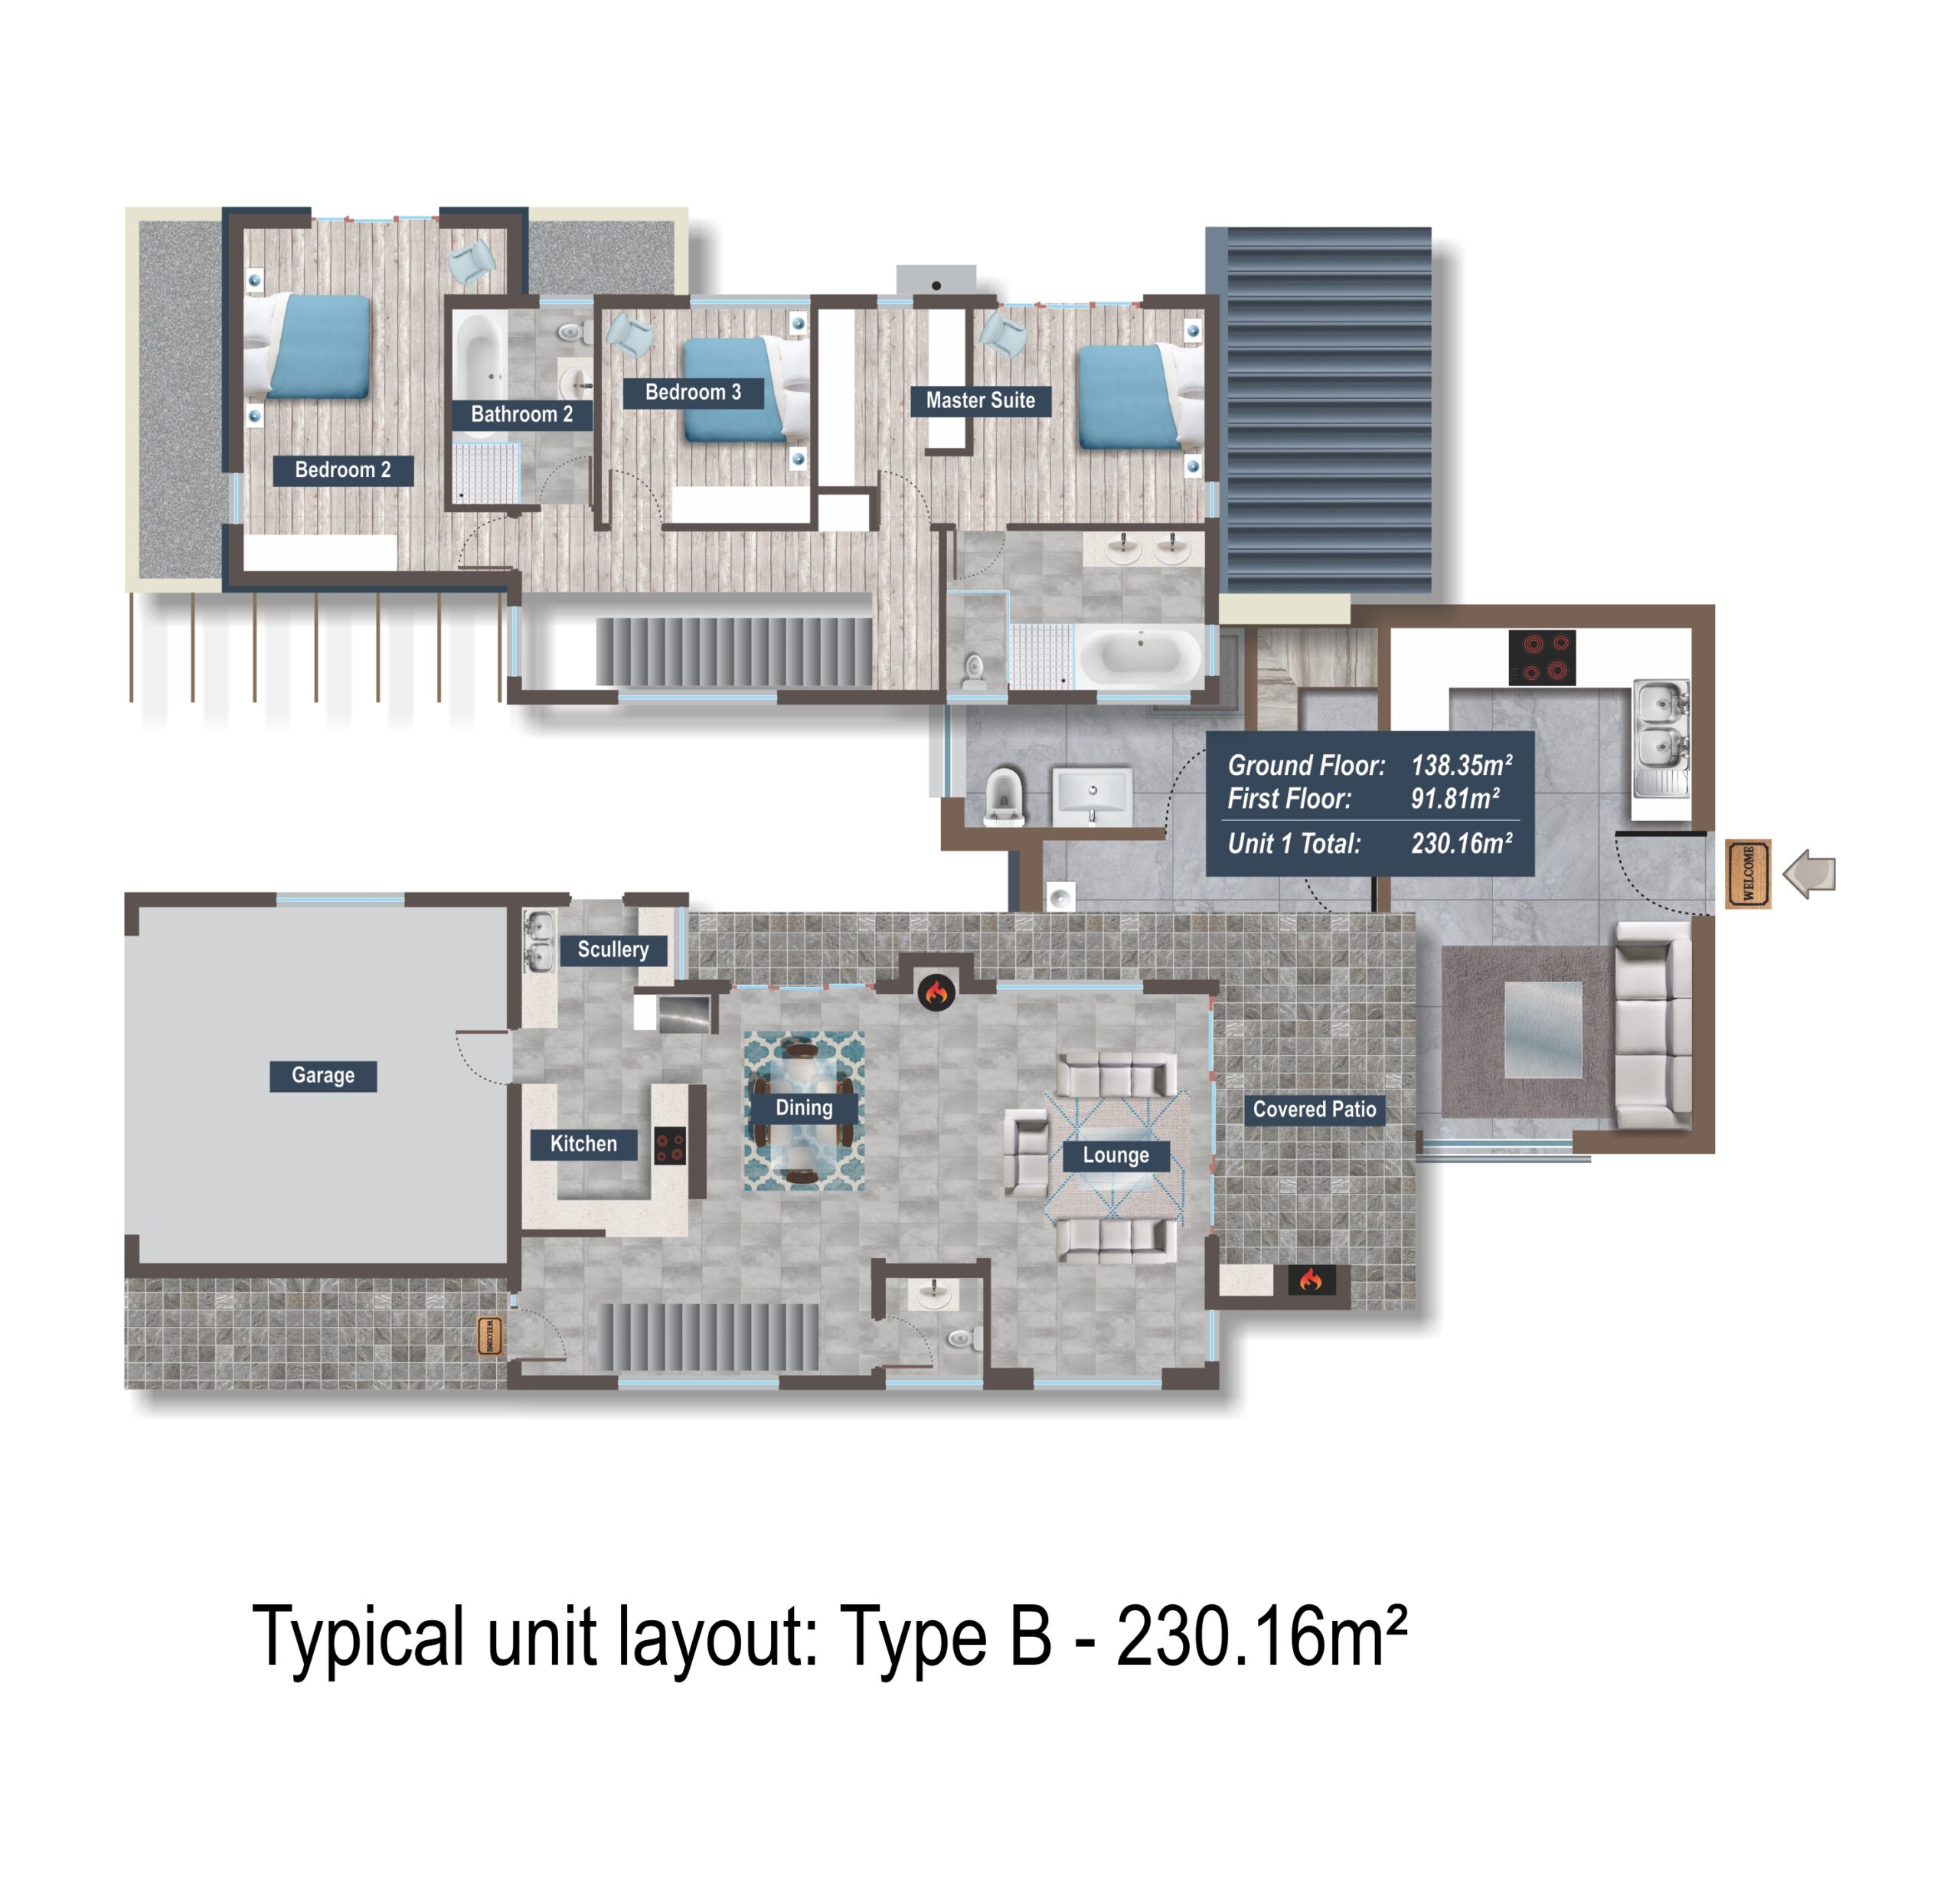 Bedroom 2
Bathroom 2
Bedroom 3
Master Suite
Ground Floor: 138.35m²
First Floor: 91.81m²
Unit 1 Total: 230.16m²
WELCOME
Scullery
Garage
Kitchen
Dining
Lounge
Covered Patio
WELCOME
Typical unit layout: Type B - 230.16m²